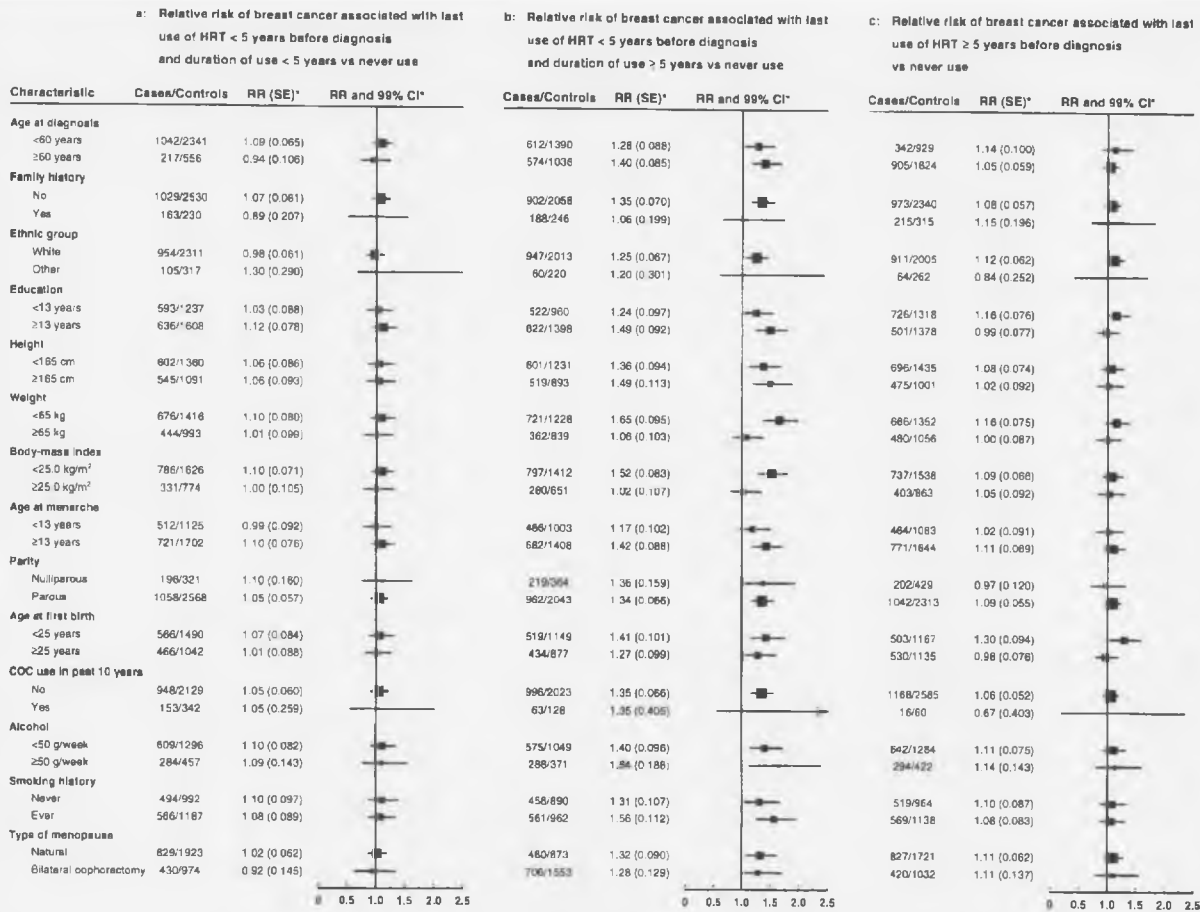 a: Relative risk of breast cancer associated with last
use of HRT < 5 years before diagnosis
and duration of use < 5 years vs never use
b: Relative risk of breast cancer associated with last
use of HRT < 5 years before diagnosis
and duration of use ≥ 5 years vs never use
c: Relative risk of breast cancer associated with last
use of HRT ≥ 5 years before diagnosis
vs never use
Characteristic Cases/Controls RR (SE)* RR and 99% CI* Cases/Controls RR (SE)* RR and 99% CI* Cases/Controls RR (SE)* RR and 99% CI*
Age at diagnosis
<60 years 1042/2341 1.09 (0.065) 612/1390 1.28 (0.088) 342/929 1.14 (0.100)
≥60 years 217/556 0.94 (0.106) 574/1036 1.40 (0.085) 905/1824 1.05 (0.059)
Family history
No 1029/2530 1.07 (0.061) 902/2058 1.35 (0.070) 973/2340 1.08 (0.057)
Yes 163/230 0.89 (0.207) 188/246 1.06 (0.199) 215/315 1.15 (0.196)
Ethnic group
White 954/2311 0.98 (0.061) 947/2013 1.25 (0.067) 911/2005 1.12 (0.062)
Other 105/317 1.30 (0.290) 60/220 1.20 (0.301) 64/262 0.84 (0.252)
Education
<13 years 593/1237 1.03 (0.088) 522/960 1.24 (0.097) 726/1318 1.16 (0.076)
≥13 years 636/1608 1.12 (0.078) 622/1398 1.49 (0.092) 501/1378 0.99 (0.077)
Height
<165 cm 602/1360 1.06 (0.086) 601/1231 1.36 (0.094) 696/1435 1.08 (0.074)
≥165 cm 545/1091 1.06 (0.093) 519/893 1.49 (0.113) 475/1001 1.02 (0.092)
Weight
<65 kg 676/1416 1.10 (0.080) 721/1228 1.65 (0.095) 686/1352 1.16 (0.075)
≥65 kg 444/993 1.01 (0.099) 362/839 1.06 (0.103) 480/1056 1.00 (0.087)
Body-mass index
<25.0 kg/m² 786/1626 1.10 (0.071) 797/1412 1.52 (0.083) 737/1538 1.09 (0.068)
≥25.0 kg/m² 331/774 1.00 (0.105) 280/651 1.02 (0.107) 403/863 1.05 (0.092)
Age at menarche
<13 years 512/1125 0.99 (0.092) 466/1003 1.17 (0.102) 464/1083 1.02 (0.091)
≥13 years 721/1702 1.10 (0.076) 682/1408 1.42 (0.088) 771/1644 1.11 (0.069)
Parity
Nulliparous 196/321 1.10 (0.160) 219/364 1.36 (0.159) 202/429 0.97 (0.120)
Parous 1058/2568 1.05 (0.057) 962/2043 1.34 (0.066) 1042/2313 1.09 (0.055)
Age at first birth
<25 years 566/1490 1.07 (0.084) 519/1149 1.41 (0.101) 503/1167 1.30 (0.094)
≥25 years 466/1042 1.01 (0.088) 434/877 1.27 (0.099) 530/1135 0.98 (0.076)
COC use in past 10 years
No 948/2129 1.05 (0.060) 996/2023 1.35 (0.066) 1168/2585 1.06 (0.052)
Yes 153/342 1.05 (0.259) 63/128 1.35 (0.405) 16/60 0.67 (0.403)
Alcohol
<50 g/week 609/1296 1.10 (0.082) 575/1049 1.40 (0.096) 642/1284 1.11 (0.075)
≥50 g/week 284/457 1.09 (0.143) 288/371 1.84 (0.188) 294/422 1.14 (0.143)
Smoking history
Never 494/992 1.10 (0.097) 458/890 1.31 (0.107) 519/964 1.10 (0.087)
Ever 566/1187 1.08 (0.089) 561/962 1.56 (0.112) 569/1138 1.08 (0.083)
Type of menopause
Natural 829/1923 1.02 (0.062) 480/873 1.32 (0.090) 827/1721 1.11 (0.062)
Bilateral oophorectomy 430/974 0.92 (0.145) 706/1553 1.28 (0.129) 420/1032 1.11 (0.137)
0 0.5 1.0 1.5 2.0 2.5 0 0.5 1.0 1.5 2.0 2.5 0 0.5 1.0 1.5 2.0 2.5